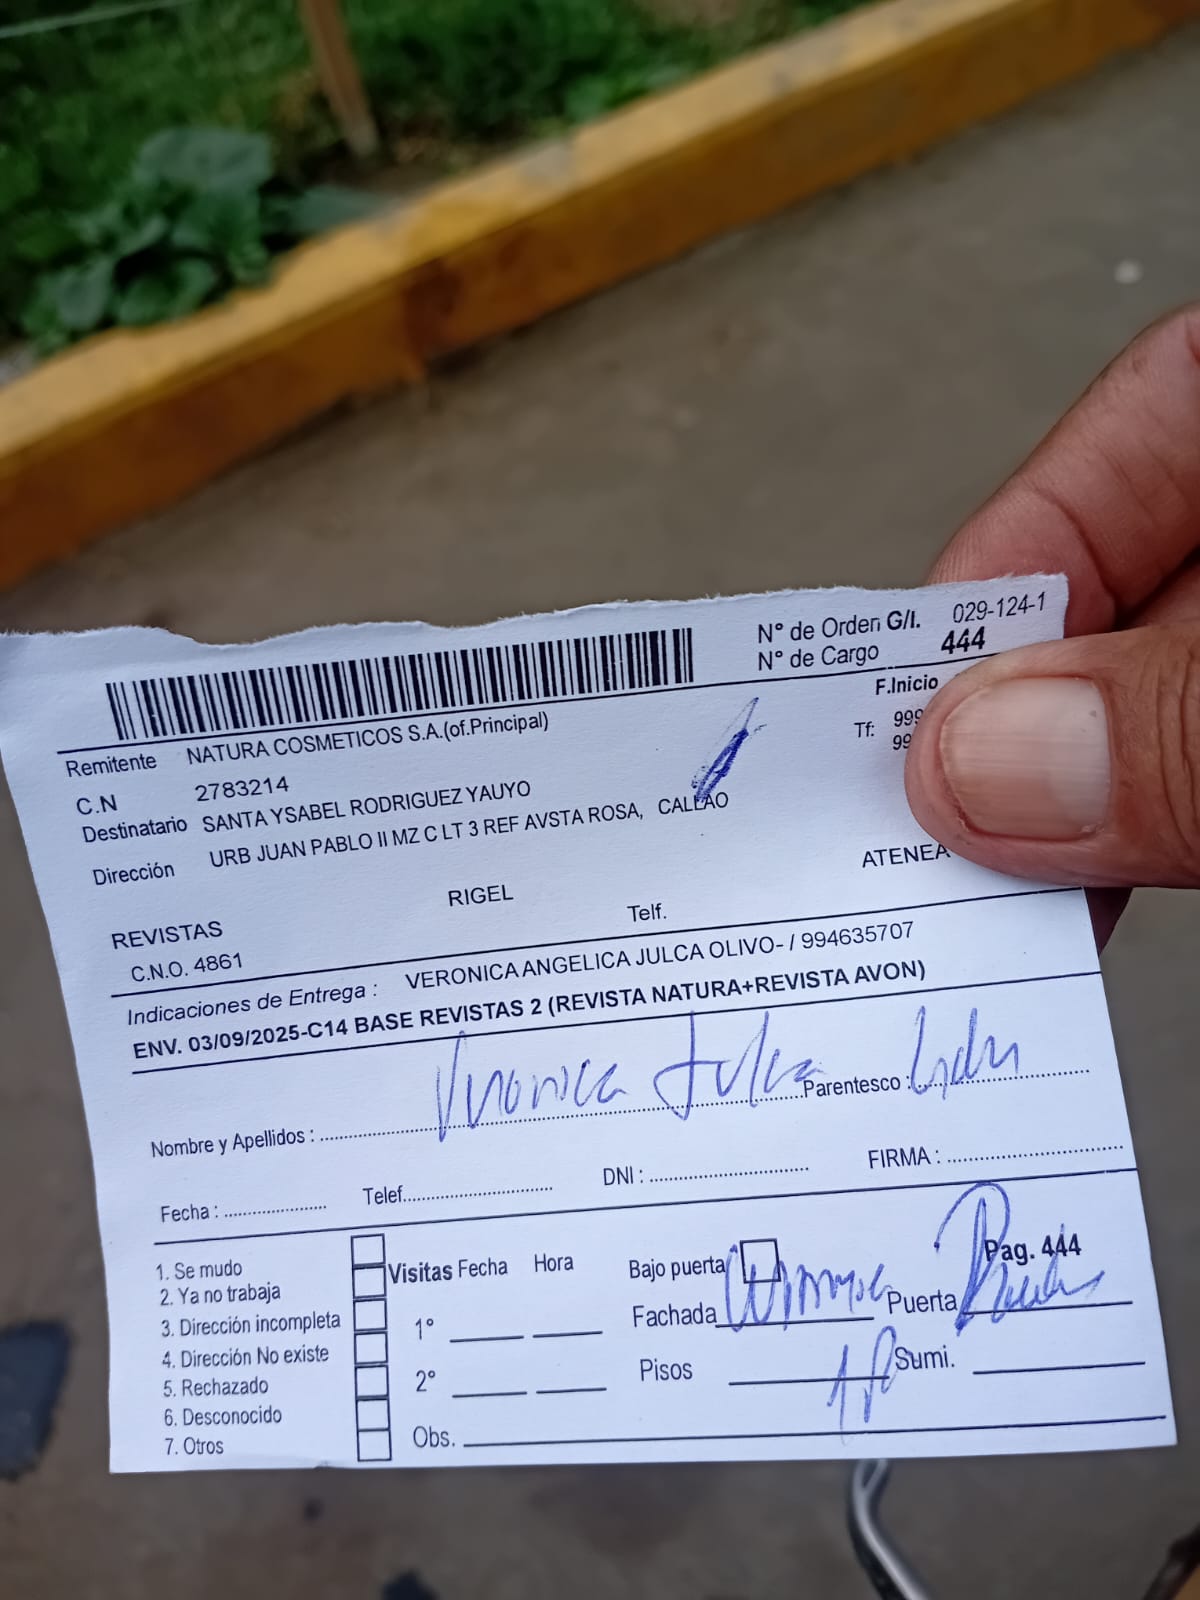 N° de Orden G/I. 029-124-1
N° de Cargo 444
F.Inicio
Remitente NATURA COSMETICOS S.A.(of.Principal)
Tf: 999
99
C.N 2783214
Destinatario SANTA YSABEL RODRIGUEZ YAUYO
Dirección URB JUAN PABLO II MZ C LT 3 REF AVSTA ROSA, CALLAO
REVISTAS RIGEL ATENEA
C.N.O. 4861 Telf.
Indicaciones de Entrega : VERONICA ANGELICA JULCA OLIVO- / 994635707
ENV. 03/09/2025-C14 BASE REVISTAS 2 (REVISTA NATURA+REVISTA AVON)
Nombre y Apellidos : Veronica Julca Parentesco :
Fecha : Telef. DNI : FIRMA :
Pag. 444
1. Se mudo
2. Ya no trabaja
3. Dirección incompleta
4. Dirección No existe
5. Rechazado
6. Desconocido
7. Otros
Visitas Fecha Hora
1°
2°
Obs.
Bajo puerta
Fachada Puerta
Pisos 1P Sumi.